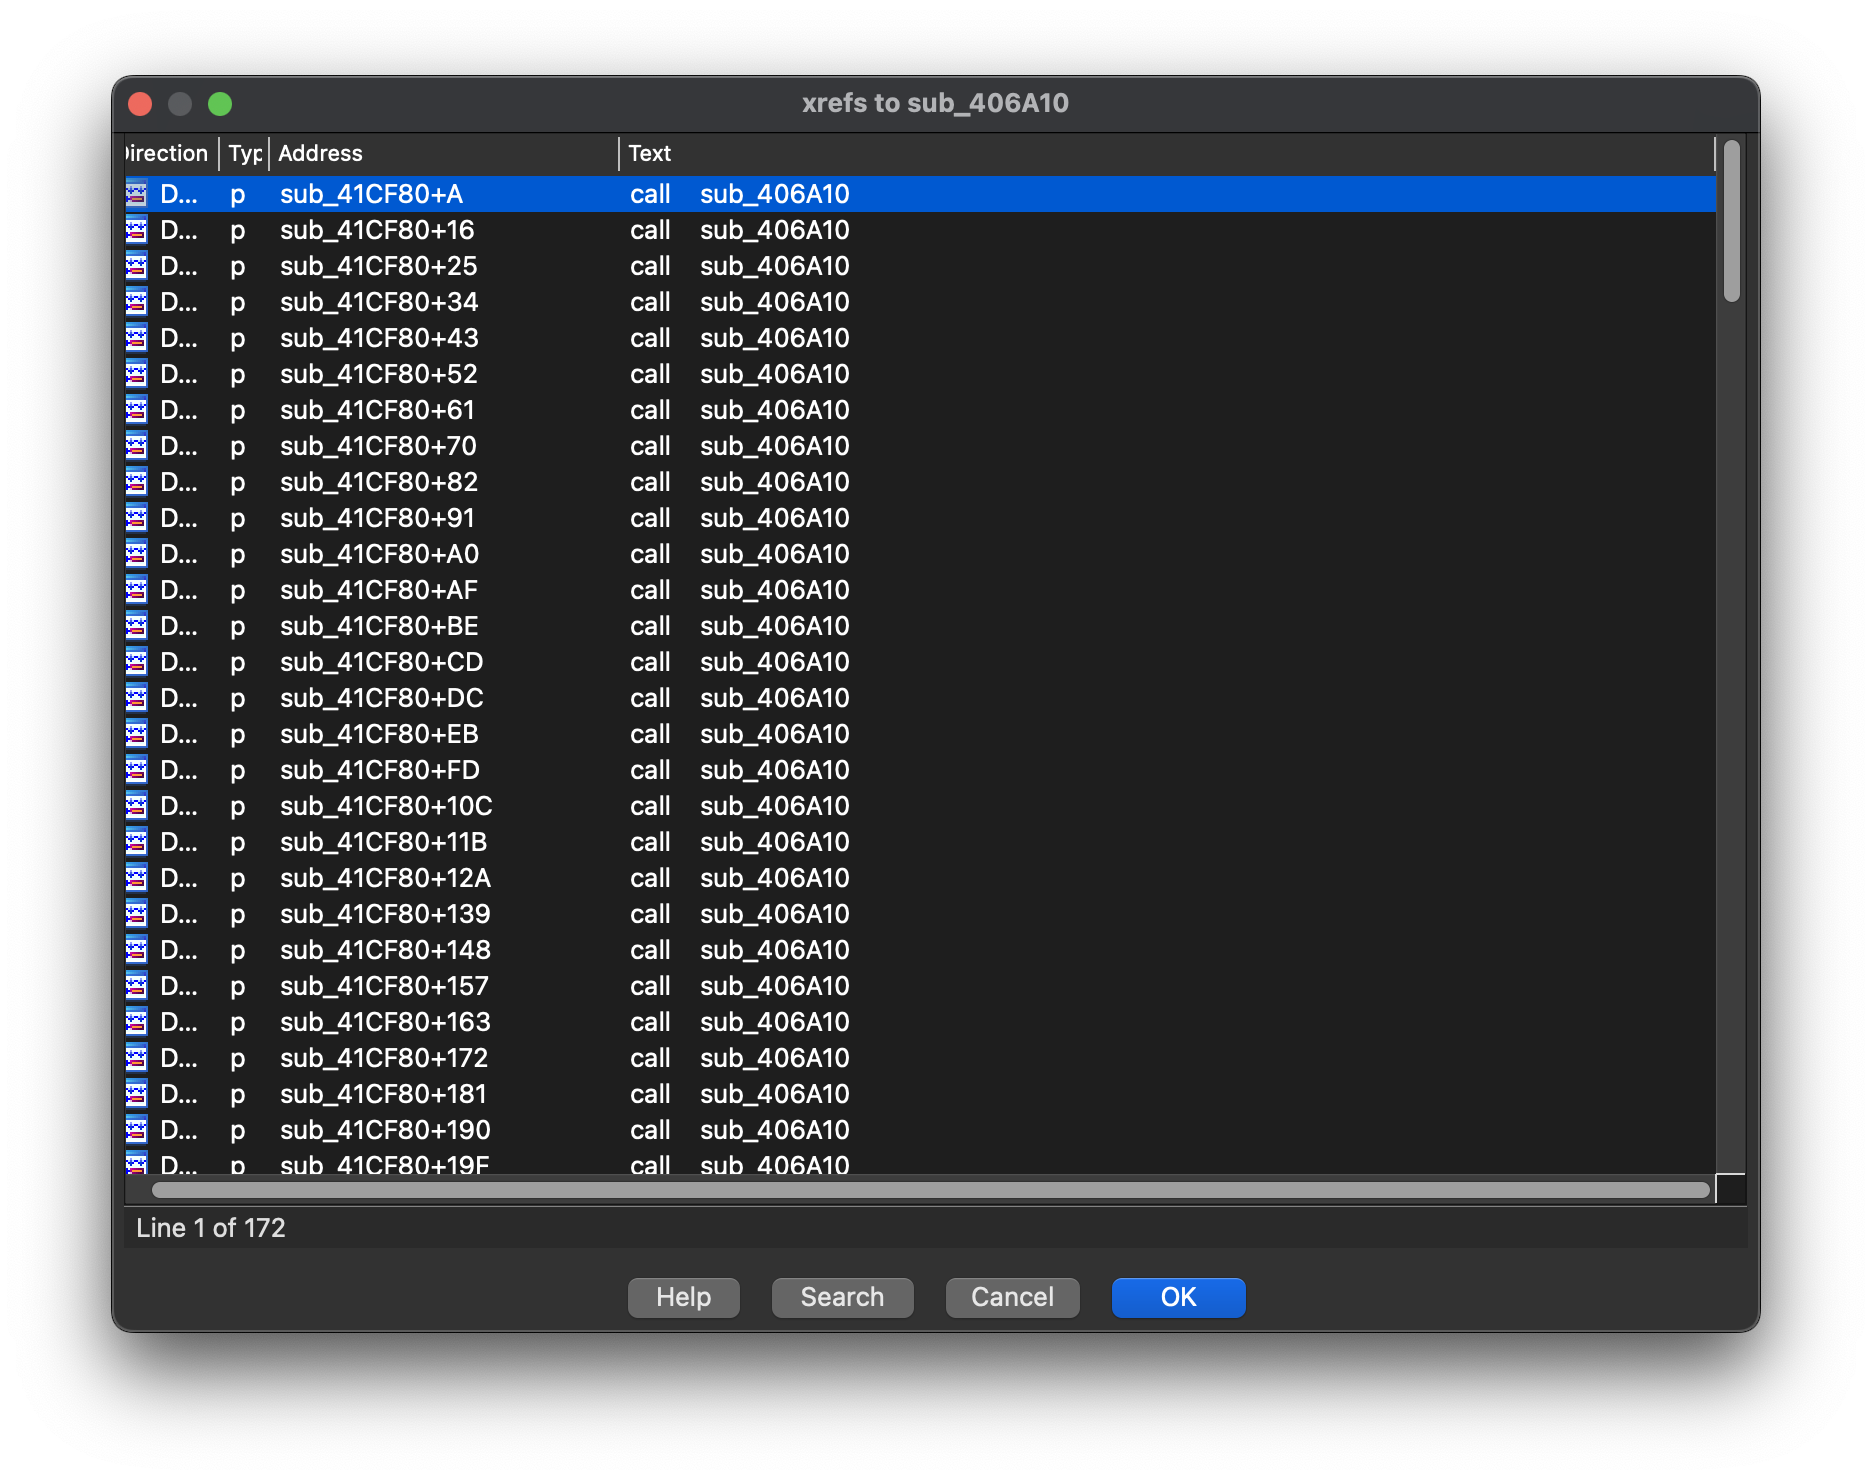 xrefs to sub_406A10
irection Typ Address Text
D... p sub_41CF80+A call sub_406A10
D... p sub_41CF80+16 call sub_406A10
D... p sub_41CF80+25 call sub_406A10
D... p sub_41CF80+34 call sub_406A10
D... p sub_41CF80+43 call sub_406A10
D... p sub_41CF80+52 call sub_406A10
D... p sub_41CF80+61 call sub_406A10
D... p sub_41CF80+70 call sub_406A10
D... p sub_41CF80+82 call sub_406A10
D... p sub_41CF80+91 call sub_406A10
D... p sub_41CF80+A0 call sub_406A10
D... p sub_41CF80+AF call sub_406A10
D... p sub_41CF80+BE call sub_406A10
D... p sub_41CF80+CD call sub_406A10
D... p sub_41CF80+DC call sub_406A10
D... p sub_41CF80+EB call sub_406A10
D... p sub_41CF80+FD call sub_406A10
D... p sub_41CF80+10C call sub_406A10
D... p sub_41CF80+11B call sub_406A10
D... p sub_41CF80+12A call sub_406A10
D... p sub_41CF80+139 call sub_406A10
D... p sub_41CF80+148 call sub_406A10
D... p sub_41CF80+157 call sub_406A10
D... p sub_41CF80+163 call sub_406A10
D... p sub_41CF80+172 call sub_406A10
D... p sub_41CF80+181 call sub_406A10
D... p sub_41CF80+190 call sub_406A10
D... p sub_41CF80+19F call sub_406A10
Line 1 of 172
Help Search Cancel OK